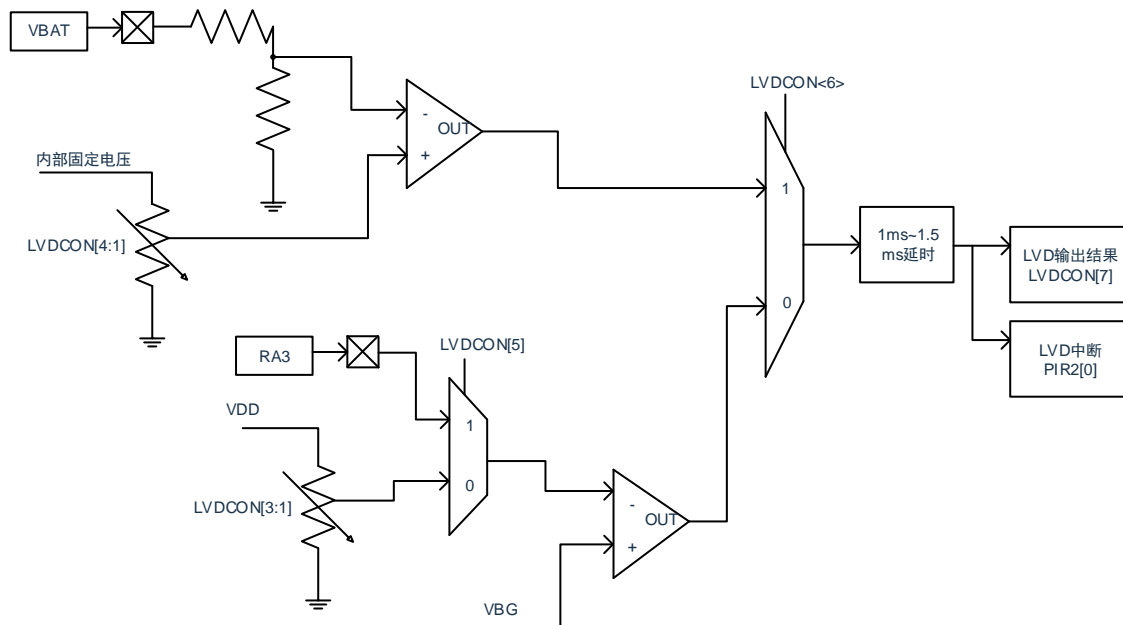 VBAT
LVDCON<6>
-
OUT
+
内部固定电压
1
LVDCON[4:1]
1ms~1.5
ms延时
LVD输出结果
LVDCON[7]
0
RA3
LVDCON[5]
LVD中断
PIR2[0]
VDD
1
0
LVDCON[3:1]
-
OUT
+
VBG